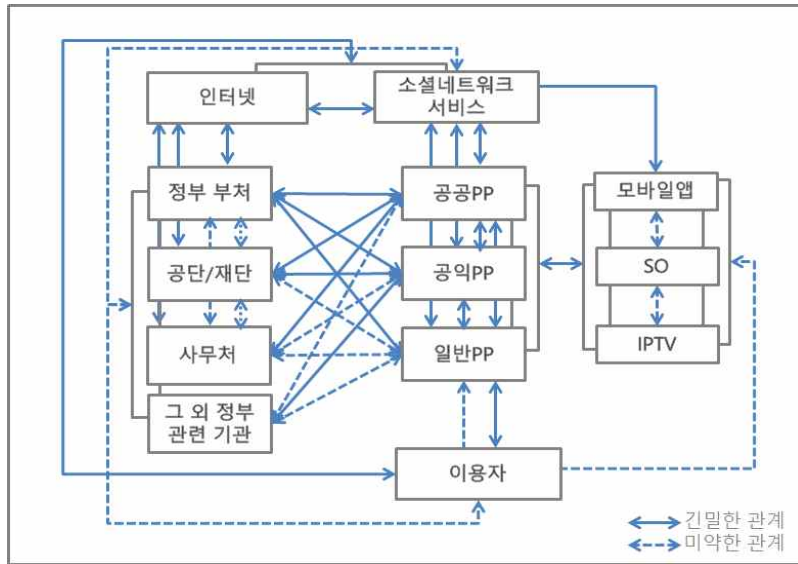 인터넷
소셜네트워크
서비스
정부 부처
공공PP
모바일앱
공단/재단
공익PP
SO
사무처
일반PP
IPTV
그 외 정부
관련 기관
이용자
긴밀한 관계
미약한 관계